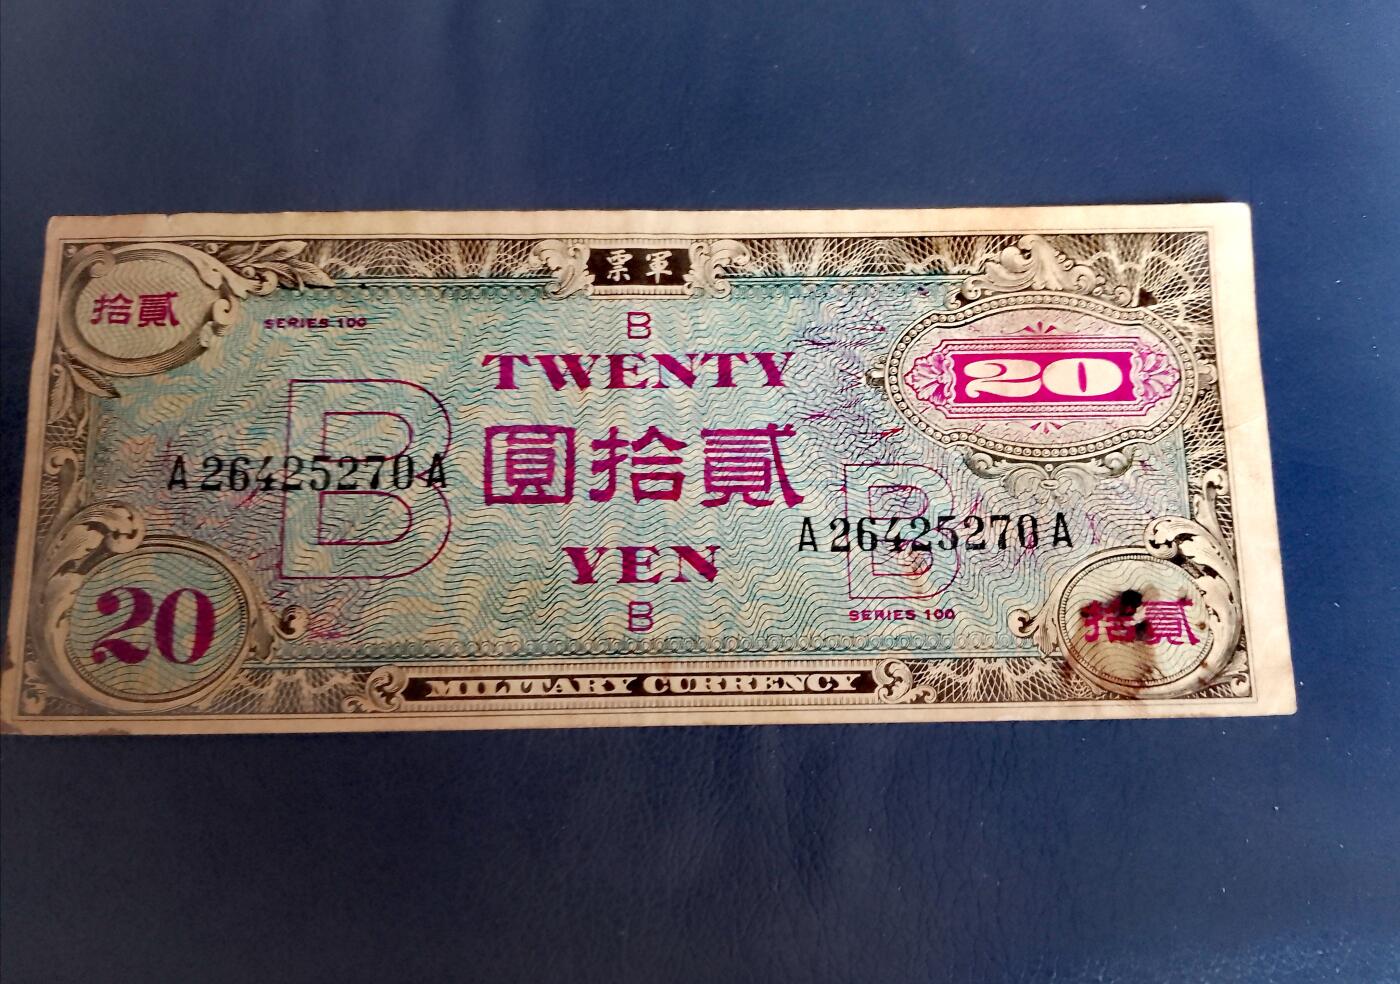 票軍
拾貳
SERIES 100
B
TWENTY
20
B
圓拾貳
A 26425270 A
B
A 26425270 A
YEN
B
SERIES 100
20
拾貳
MILITARY CURRENCY